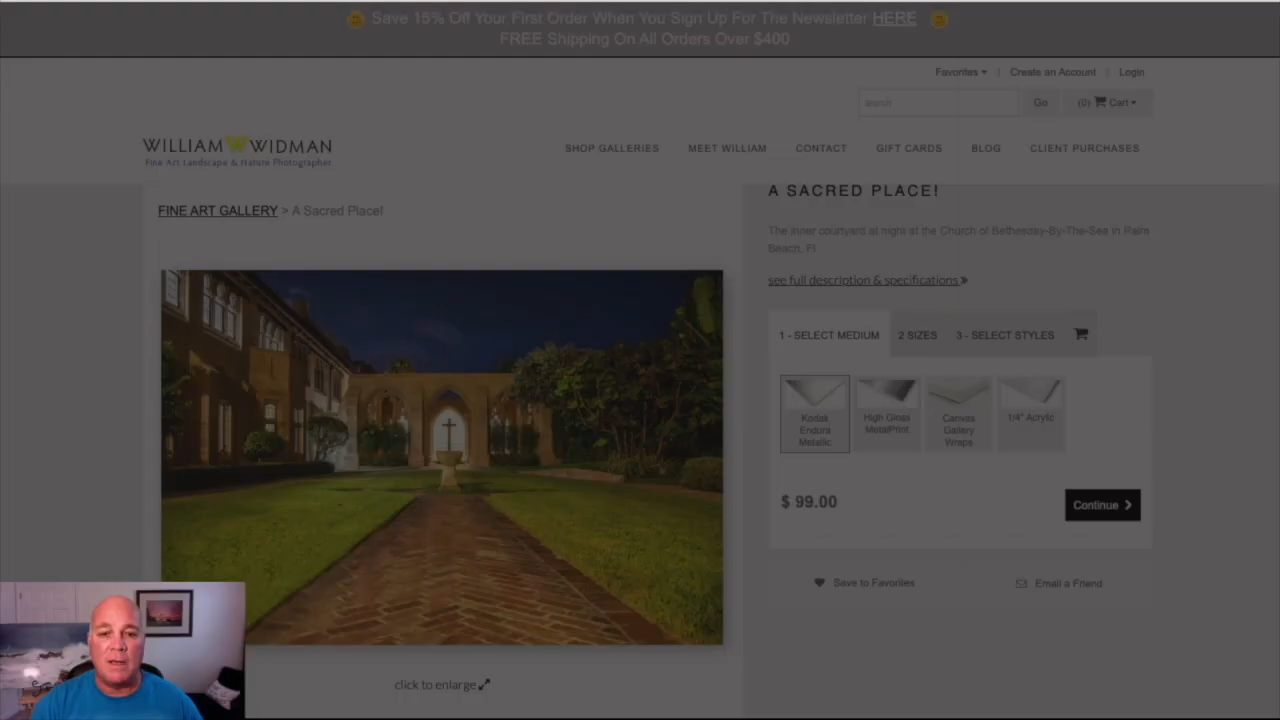 Save 15% Off Your First Order When You Sign Up For The Newsletter HERE
FREE Shipping On All Orders Over $400
Favorites | Create an Account | Login
search Go (0) Cart
WILLIAM WIDMAN
Fine Art Landscape & Nature Photographer
SHOP GALLERIES MEET WILLIAM CONTACT GIFT CARDS BLOG CLIENT PURCHASES
FINE ART GALLERY > A Sacred Place!
A SACRED PLACE!
The inner courtyard at night at the Church of Bethesday-By-The-Sea in Palm
Beach, Fl
see full description & specifications »
1 - SELECT MEDIUM 2 SIZES 3 - SELECT STYLES
Kodak
Endura
Metallic
High Gloss
MetalPrint
Canvas
Gallery
Wraps
1/4" Acrylic
$ 99.00
Continue
Save to Favorites Email a Friend
click to enlarge